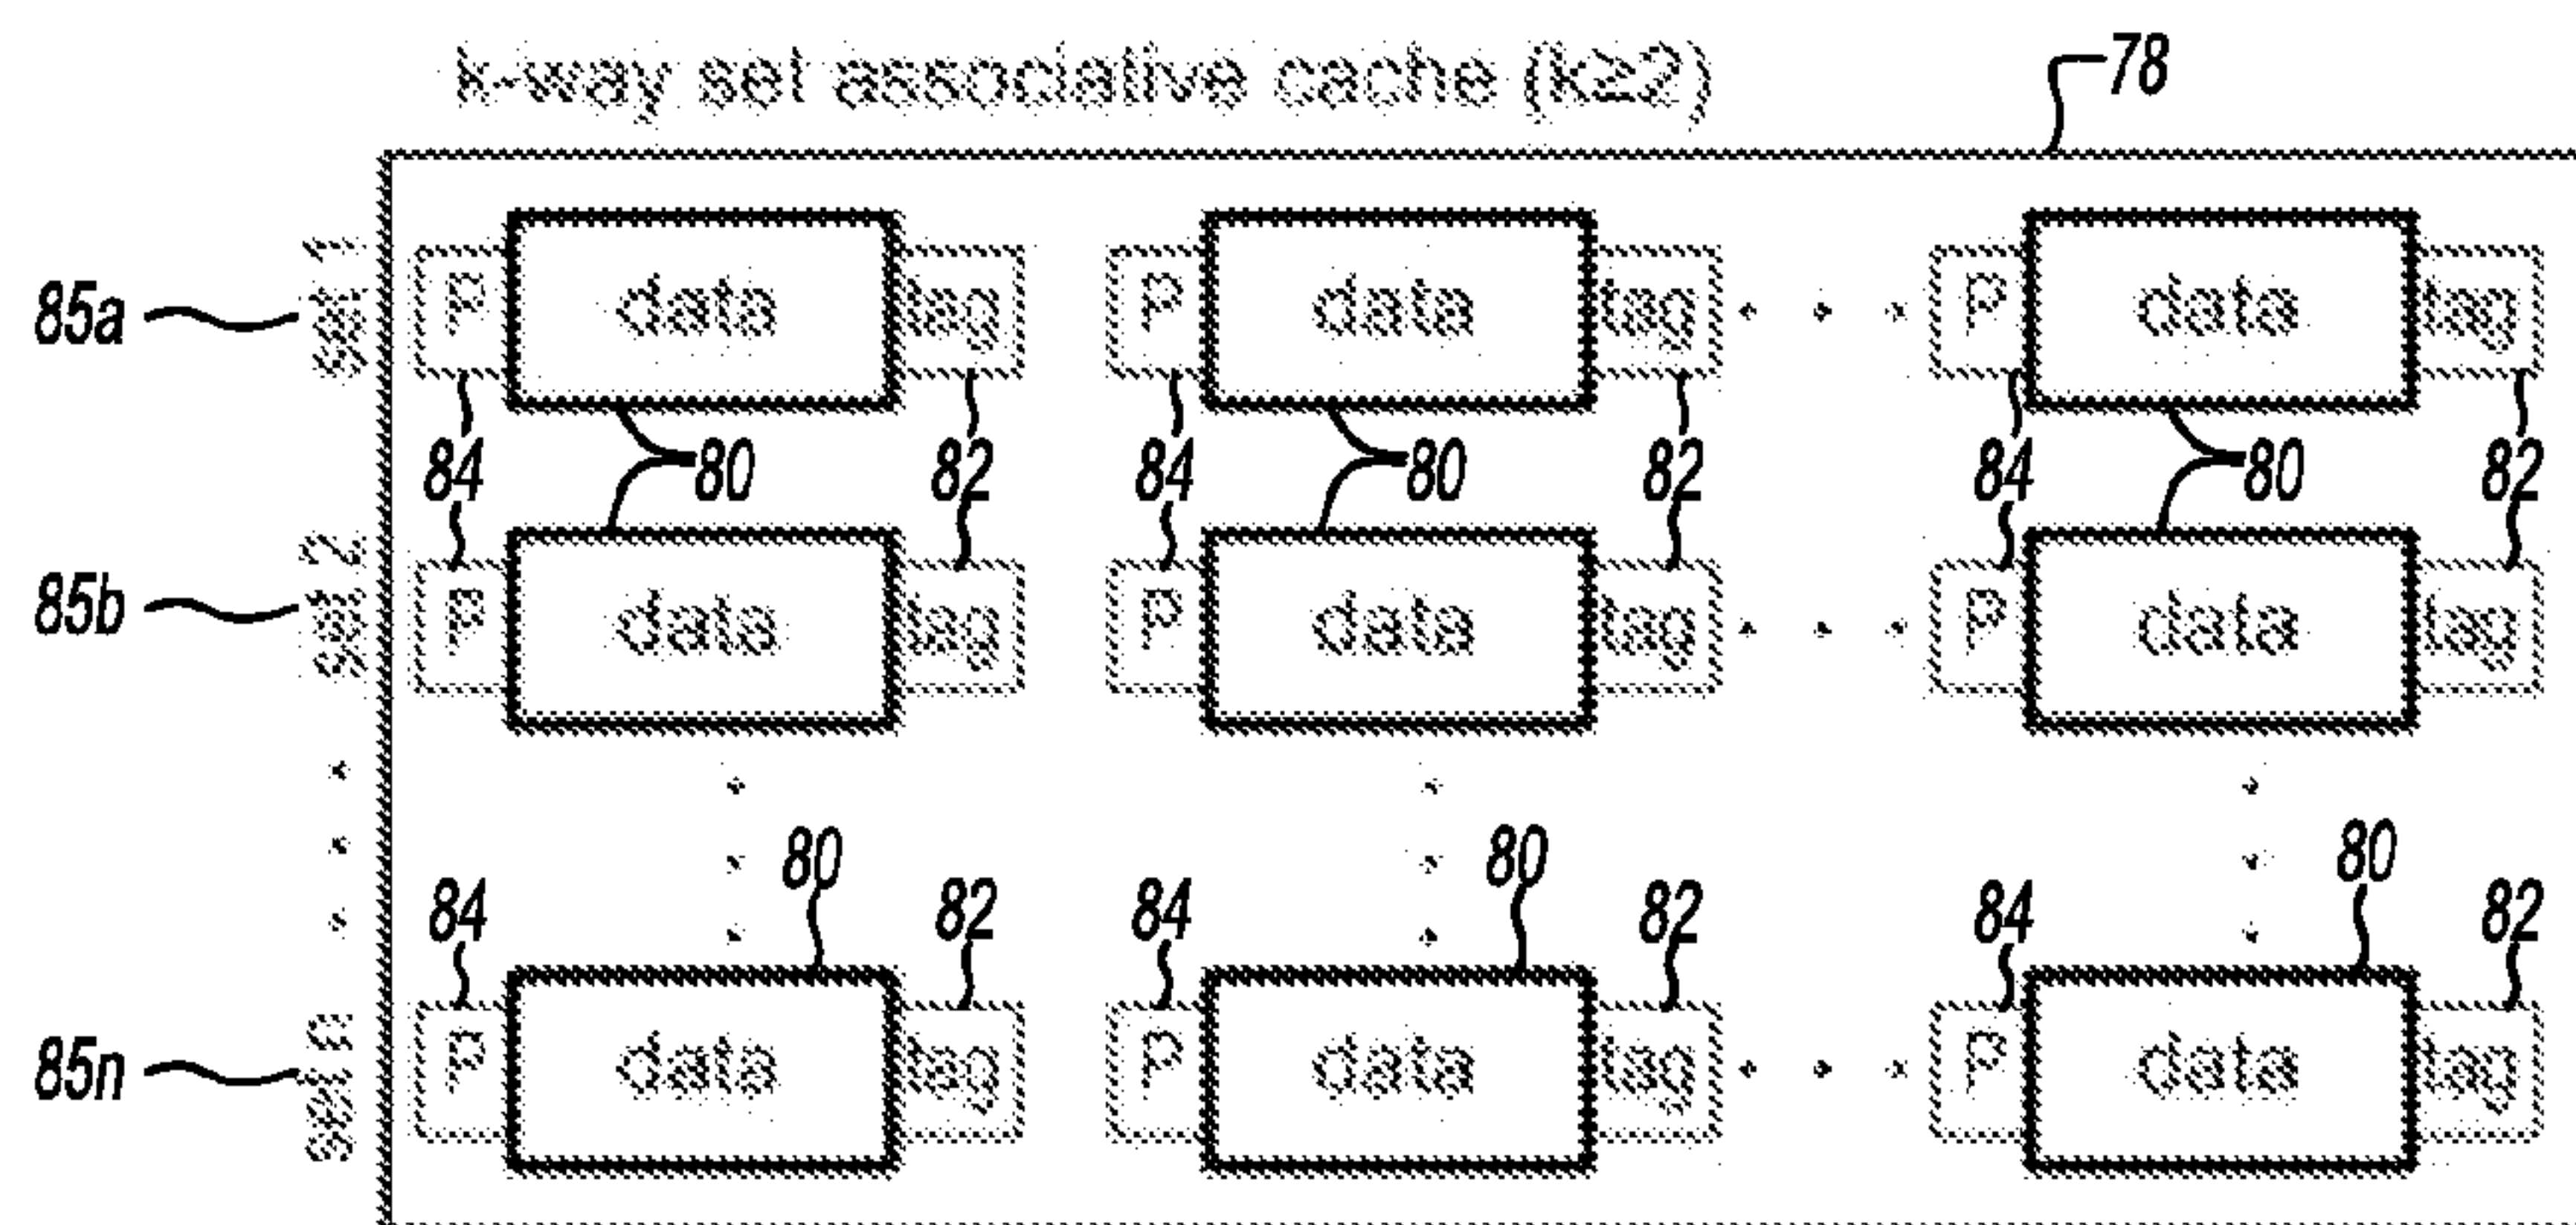 k-way set associative cache (k≥2)
78
85a set 1 P data tag P data tag P data tag
84 80 82 84 80 82 84 80 82
85b set 2 P data tag P data tag P data tag
80 80 80
84 82 84 82 84 82
85n set n P data tag P data tag P data tag